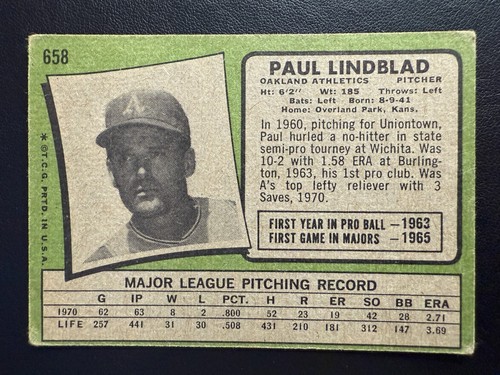 658
A
* ©T.C.G. PRTD. IN U.S.A.
PAUL LINDBLAD
OAKLAND ATHLETICS PITCHER
Ht: 6'2" Wt: 185 Throws: Left
Bats: Left Born: 8-9-41
Home: Overland Park, Kans.
In 1960, pitching for Uniontown,
Paul hurled a no-hitter in state
semi-pro tourney at Wichita. Was
10-2 with 1.58 ERA at Burling-
ton, 1963, his 1st pro club. Was
A's top lefty reliever with 3
Saves, 1970.
FIRST YEAR IN PRO BALL —1963
FIRST GAME IN MAJORS —1965
MAJOR LEAGUE PITCHING RECORD
G IP W L PCT. H R ER SO BB ERA
1970 62 63 8 2 .800 52 23 19 42 28 2.71
LIFE 257 441 31 30 .508 431 210 181 312 147 3.69